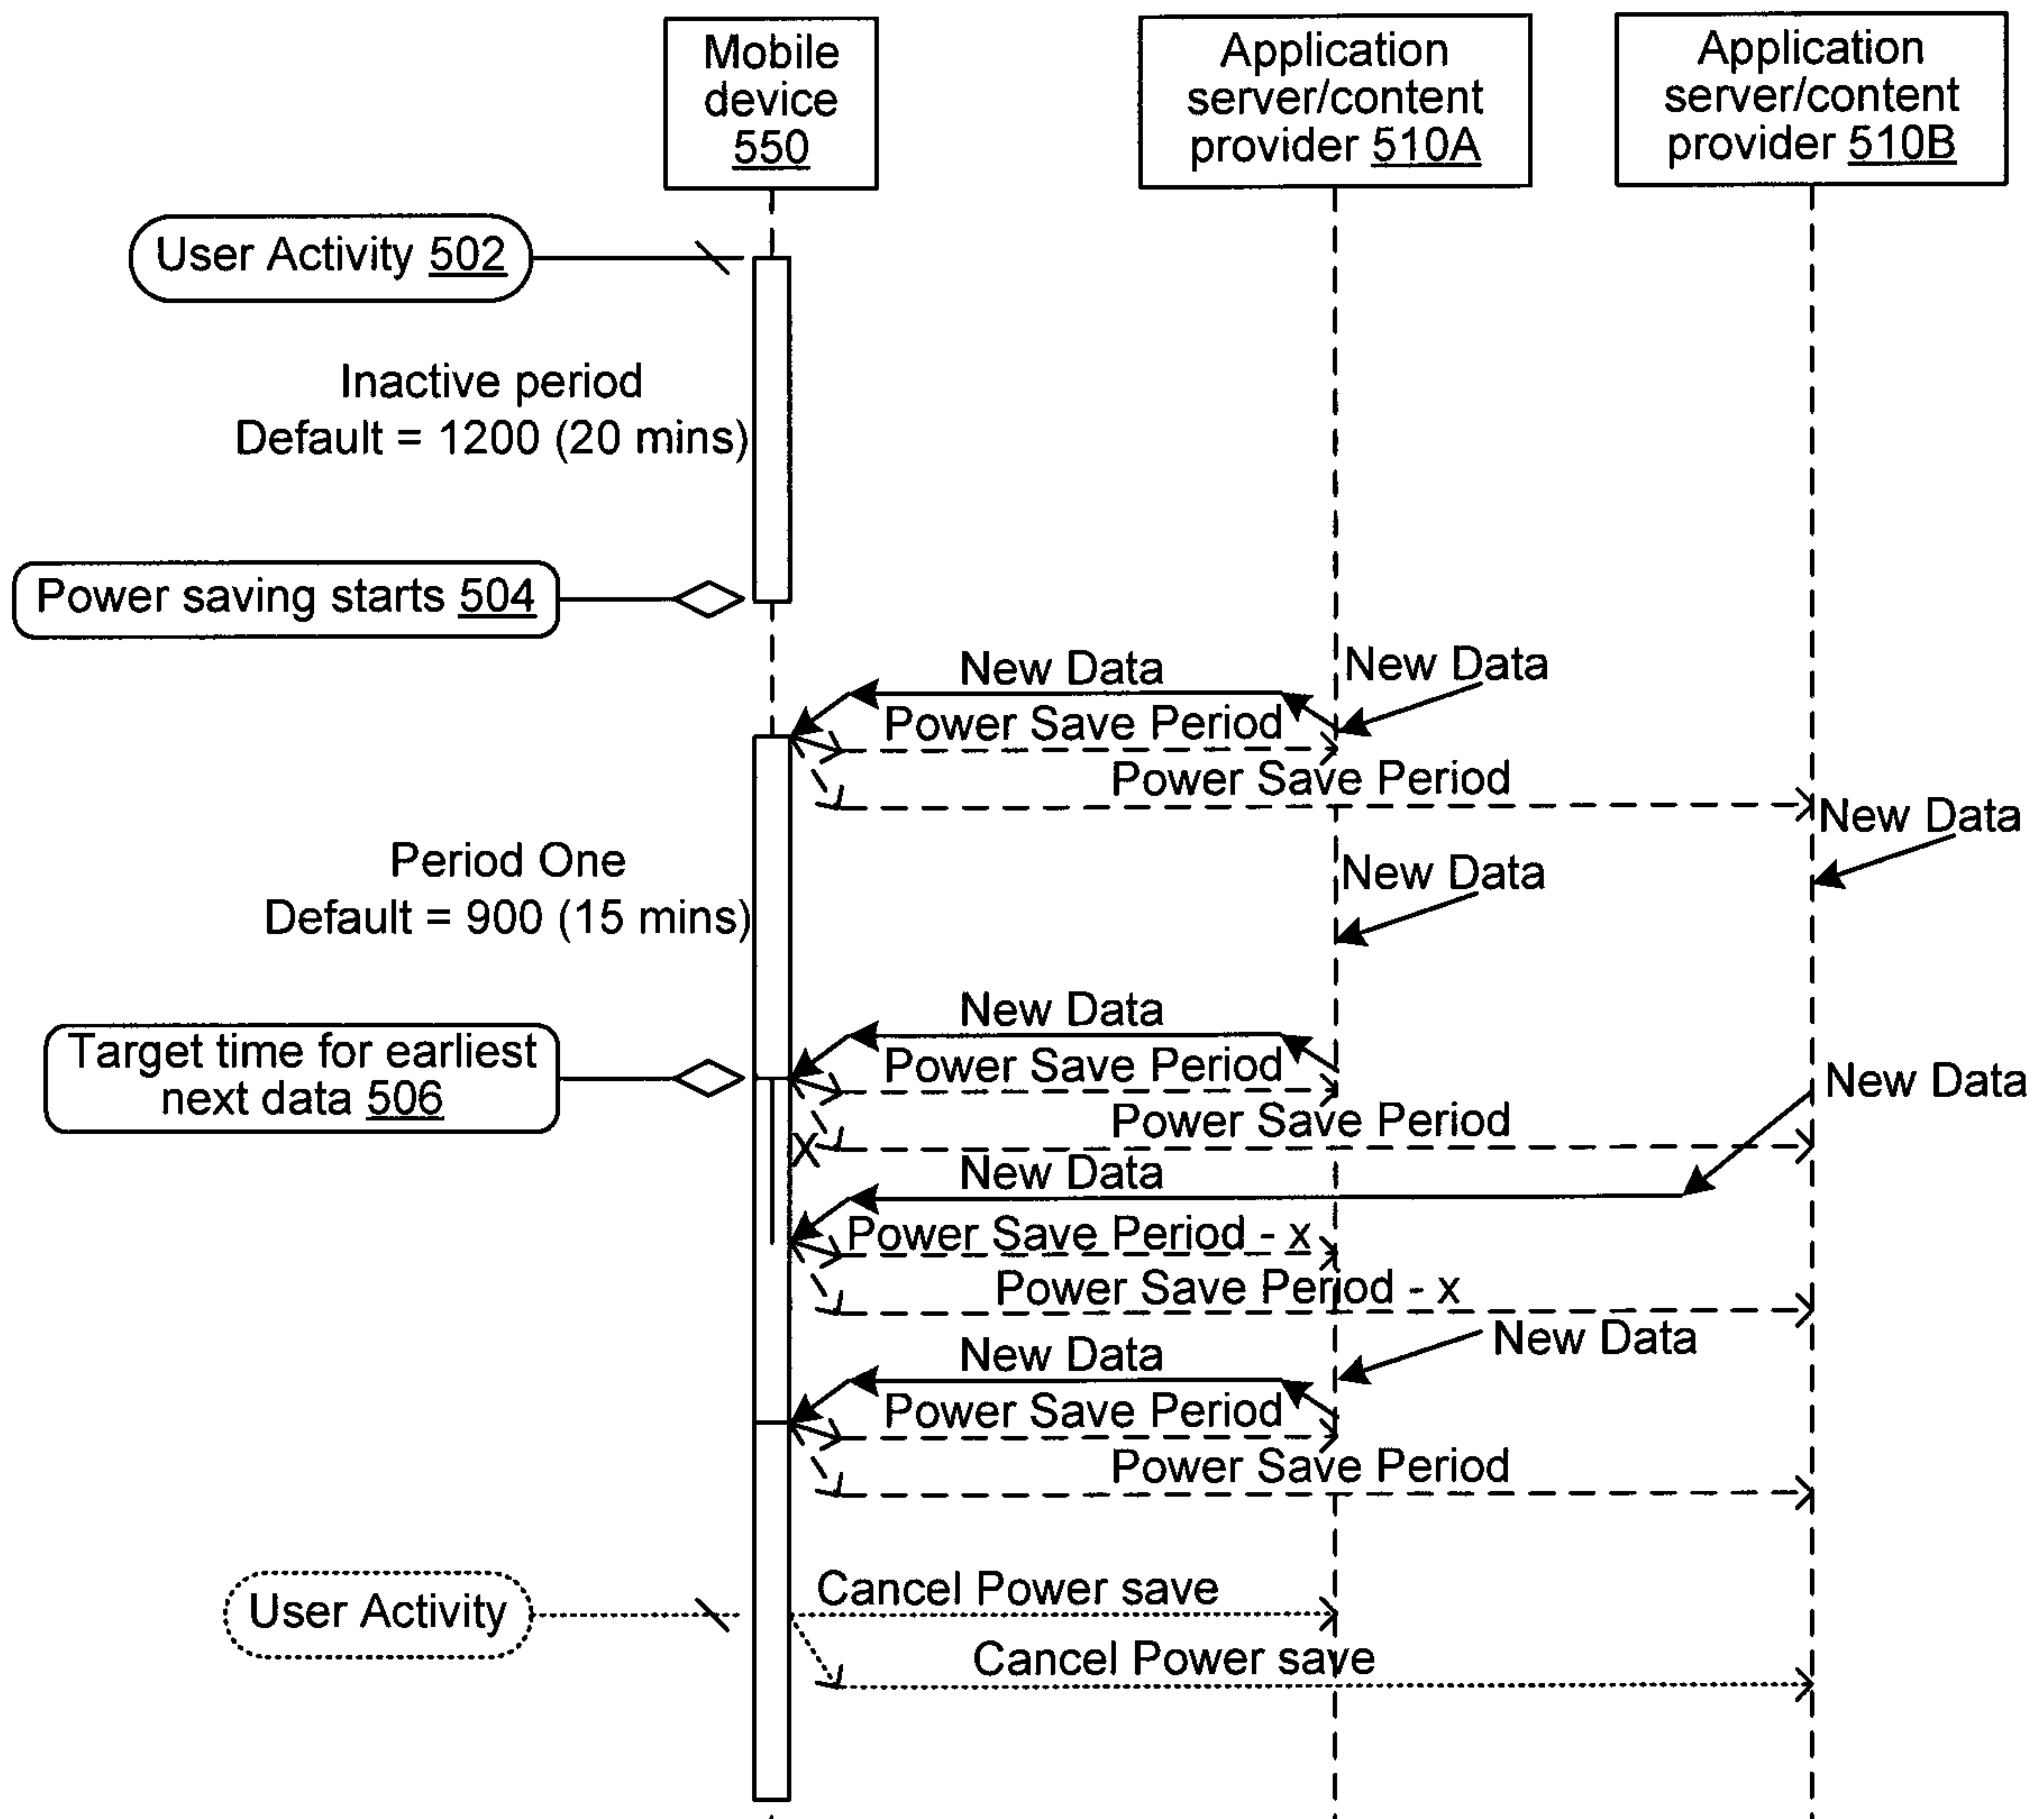 Mobile
device
550
Application
server/content
provider 510A
Application
server/content
provider 510B
User Activity 502
Inactive period
Default = 1200 (20 mins)
Power saving starts 504
New Data
New Data
Power Save Period
Power Save Period
New Data
Period One
Default = 900 (15 mins)
New Data
New Data
Target time for earliest
next data 506
Power Save Period
New Data
Power Save Period
X
New Data
Power Save Period - x
Power Save Period - x
New Data
New Data
Power Save Period
Power Save Period
User Activity
Cancel Power save
Cancel Power save